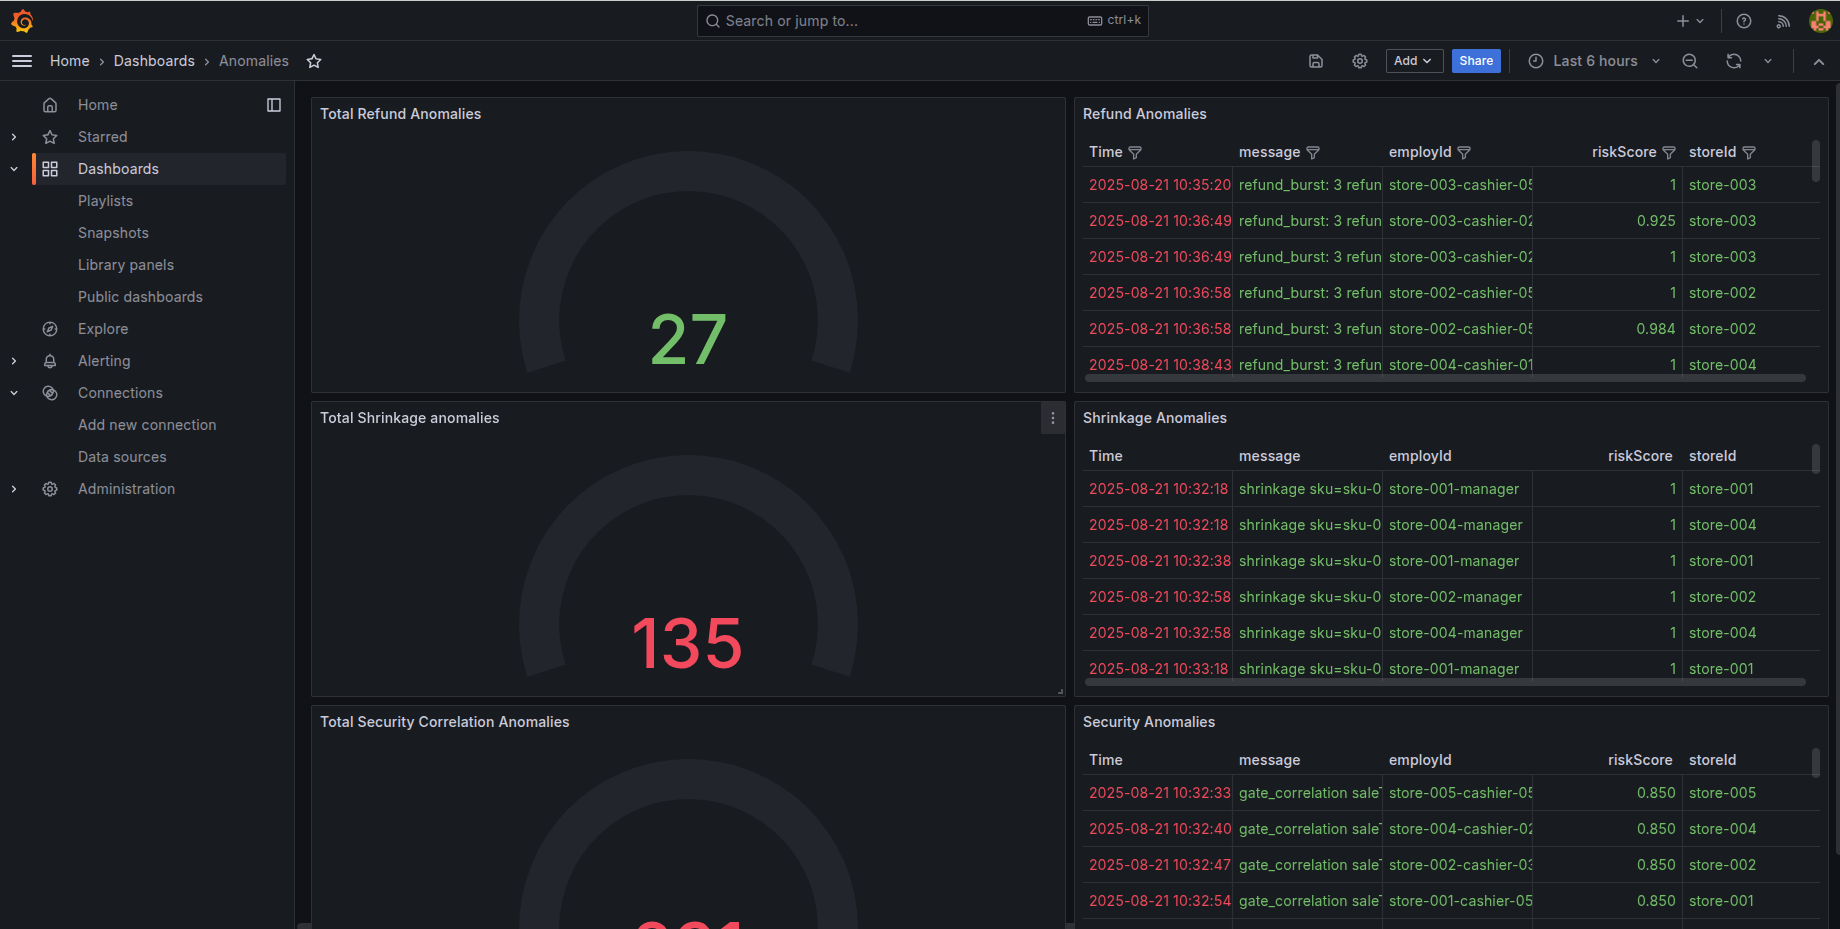 Search or jump to... ctrl+k
Home › Dashboards › Anomalies
Add
Share
Last 6 hours
Home
Starred
Dashboards
Playlists
Snapshots
Library panels
Public dashboards
Explore
Alerting
Connections
Add new connection
Data sources
Administration
Total Refund Anomalies
27
Refund Anomalies
Time message employId riskScore storeId
2025-08-21 10:35:20 refund_burst: 3 refun store-003-cashier-05 1 store-003
2025-08-21 10:36:49 refund_burst: 3 refun store-003-cashier-02 0.925 store-003
2025-08-21 10:36:49 refund_burst: 3 refun store-003-cashier-02 1 store-003
2025-08-21 10:36:58 refund_burst: 3 refun store-002-cashier-05 1 store-002
2025-08-21 10:36:58 refund_burst: 3 refun store-002-cashier-05 0.984 store-002
2025-08-21 10:38:43 refund_burst: 3 refun store-004-cashier-01 1 store-004
Total Shrinkage anomalies
135
Shrinkage Anomalies
Time message employId riskScore storeId
2025-08-21 10:32:18 shrinkage sku=sku-0 store-001-manager 1 store-001
2025-08-21 10:32:18 shrinkage sku=sku-0 store-004-manager 1 store-004
2025-08-21 10:32:38 shrinkage sku=sku-0 store-001-manager 1 store-001
2025-08-21 10:32:58 shrinkage sku=sku-0 store-002-manager 1 store-002
2025-08-21 10:32:58 shrinkage sku=sku-0 store-004-manager 1 store-004
2025-08-21 10:33:18 shrinkage sku=sku-0 store-001-manager 1 store-001
Total Security Correlation Anomalies
Security Anomalies
Time message employId riskScore storeId
2025-08-21 10:32:33 gate_correlation sale store-005-cashier-05 0.850 store-005
2025-08-21 10:32:40 gate_correlation sale store-004-cashier-02 0.850 store-004
2025-08-21 10:32:47 gate_correlation sale store-002-cashier-03 0.850 store-002
2025-08-21 10:32:54 gate_correlation sale store-001-cashier-05 0.850 store-001